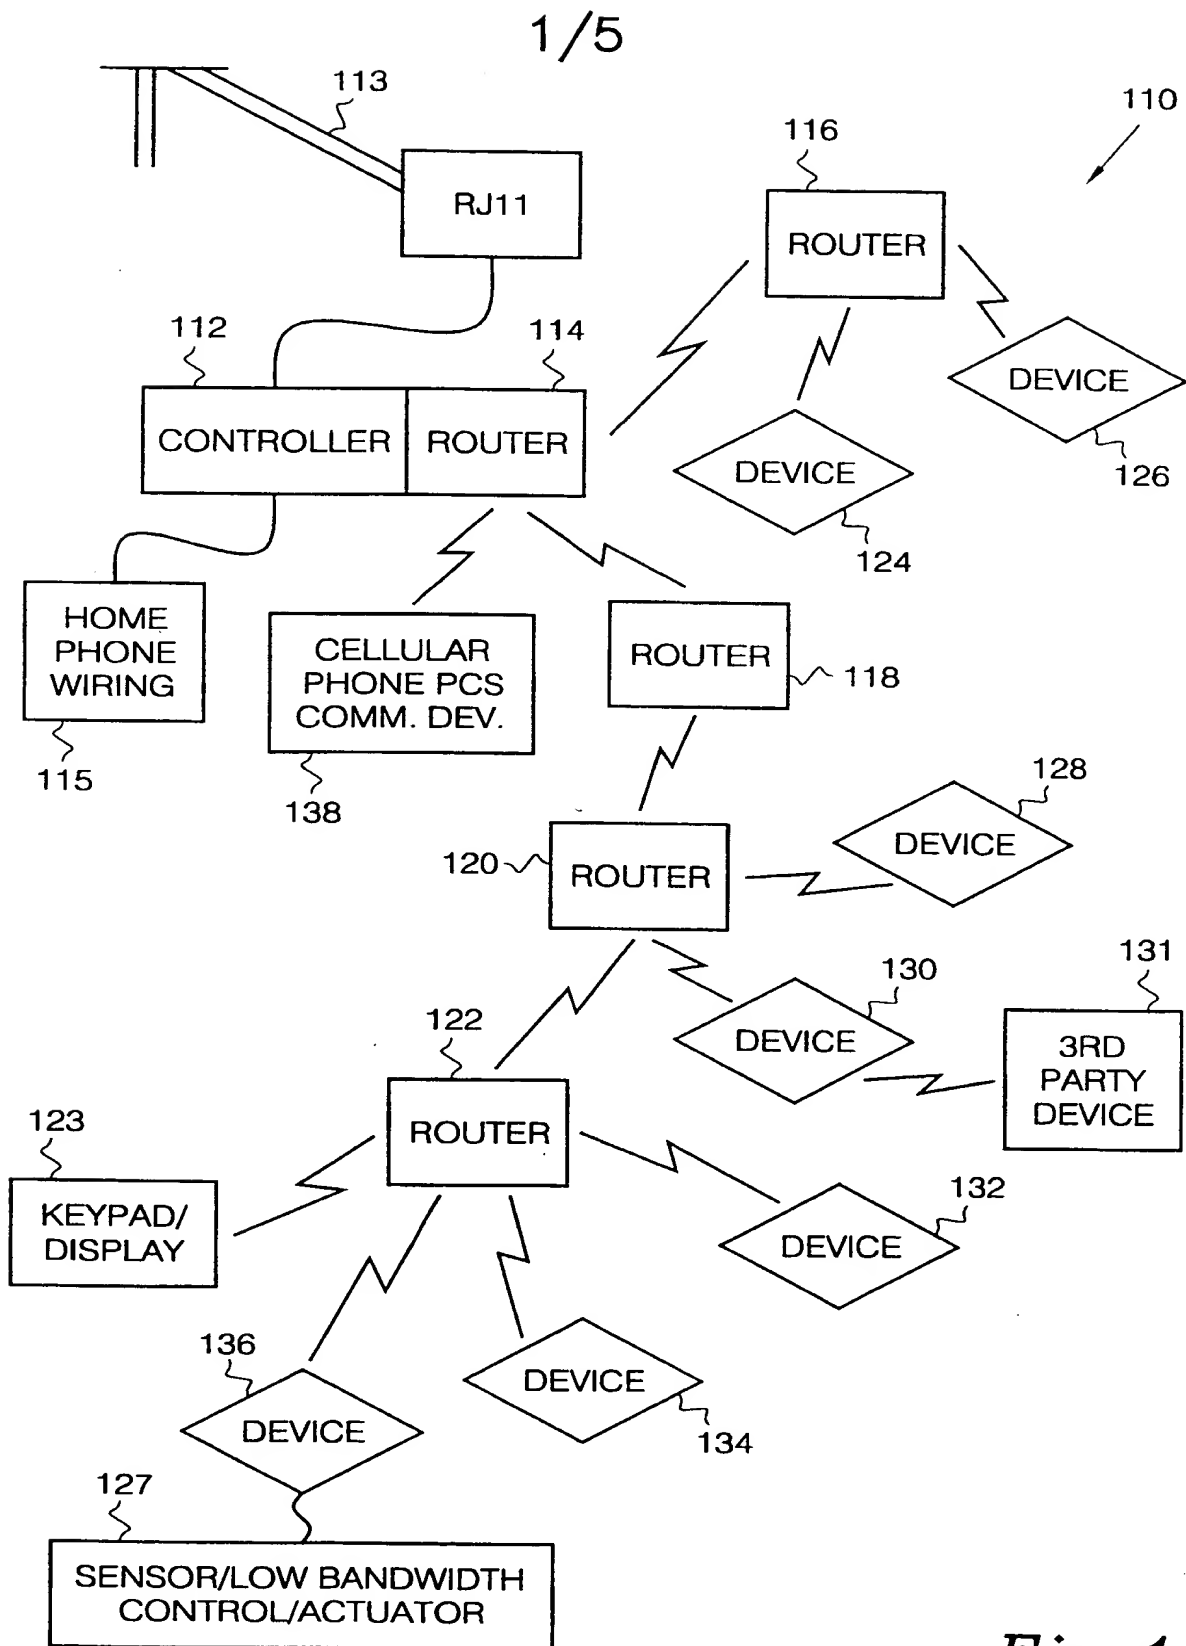 1/5
113
110
116
RJ11
ROUTER
112
114
DEVICE
CONTROLLER
ROUTER
DEVICE
126
124
HOME
PHONE
WIRING
CELLULAR
PHONE PCS
COMM. DEV.
ROUTER
118
115
138
128
DEVICE
120
ROUTER
131
130
122
DEVICE
3RD
PARTY
DEVICE
123
ROUTER
132
KEYPAD/
DISPLAY
DEVICE
136
DEVICE
134
DEVICE
127
SENSOR/LOW BANDWIDTH
CONTROL/ACTUATOR